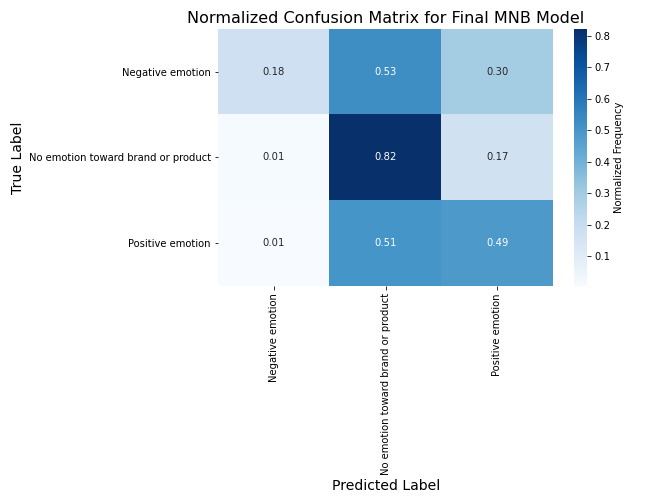 Normalized Confusion Matrix for Final MNB Model
True Label
Negative emotion
0.18
0.53
0.30
No emotion toward brand or product
0.01
0.82
0.17
Positive emotion
0.01
0.51
0.49
Negative emotion
No emotion toward brand or product
Positive emotion
Predicted Label
0.8
0.7
0.6
0.5
0.4
0.3
0.2
0.1
Normalized Frequency